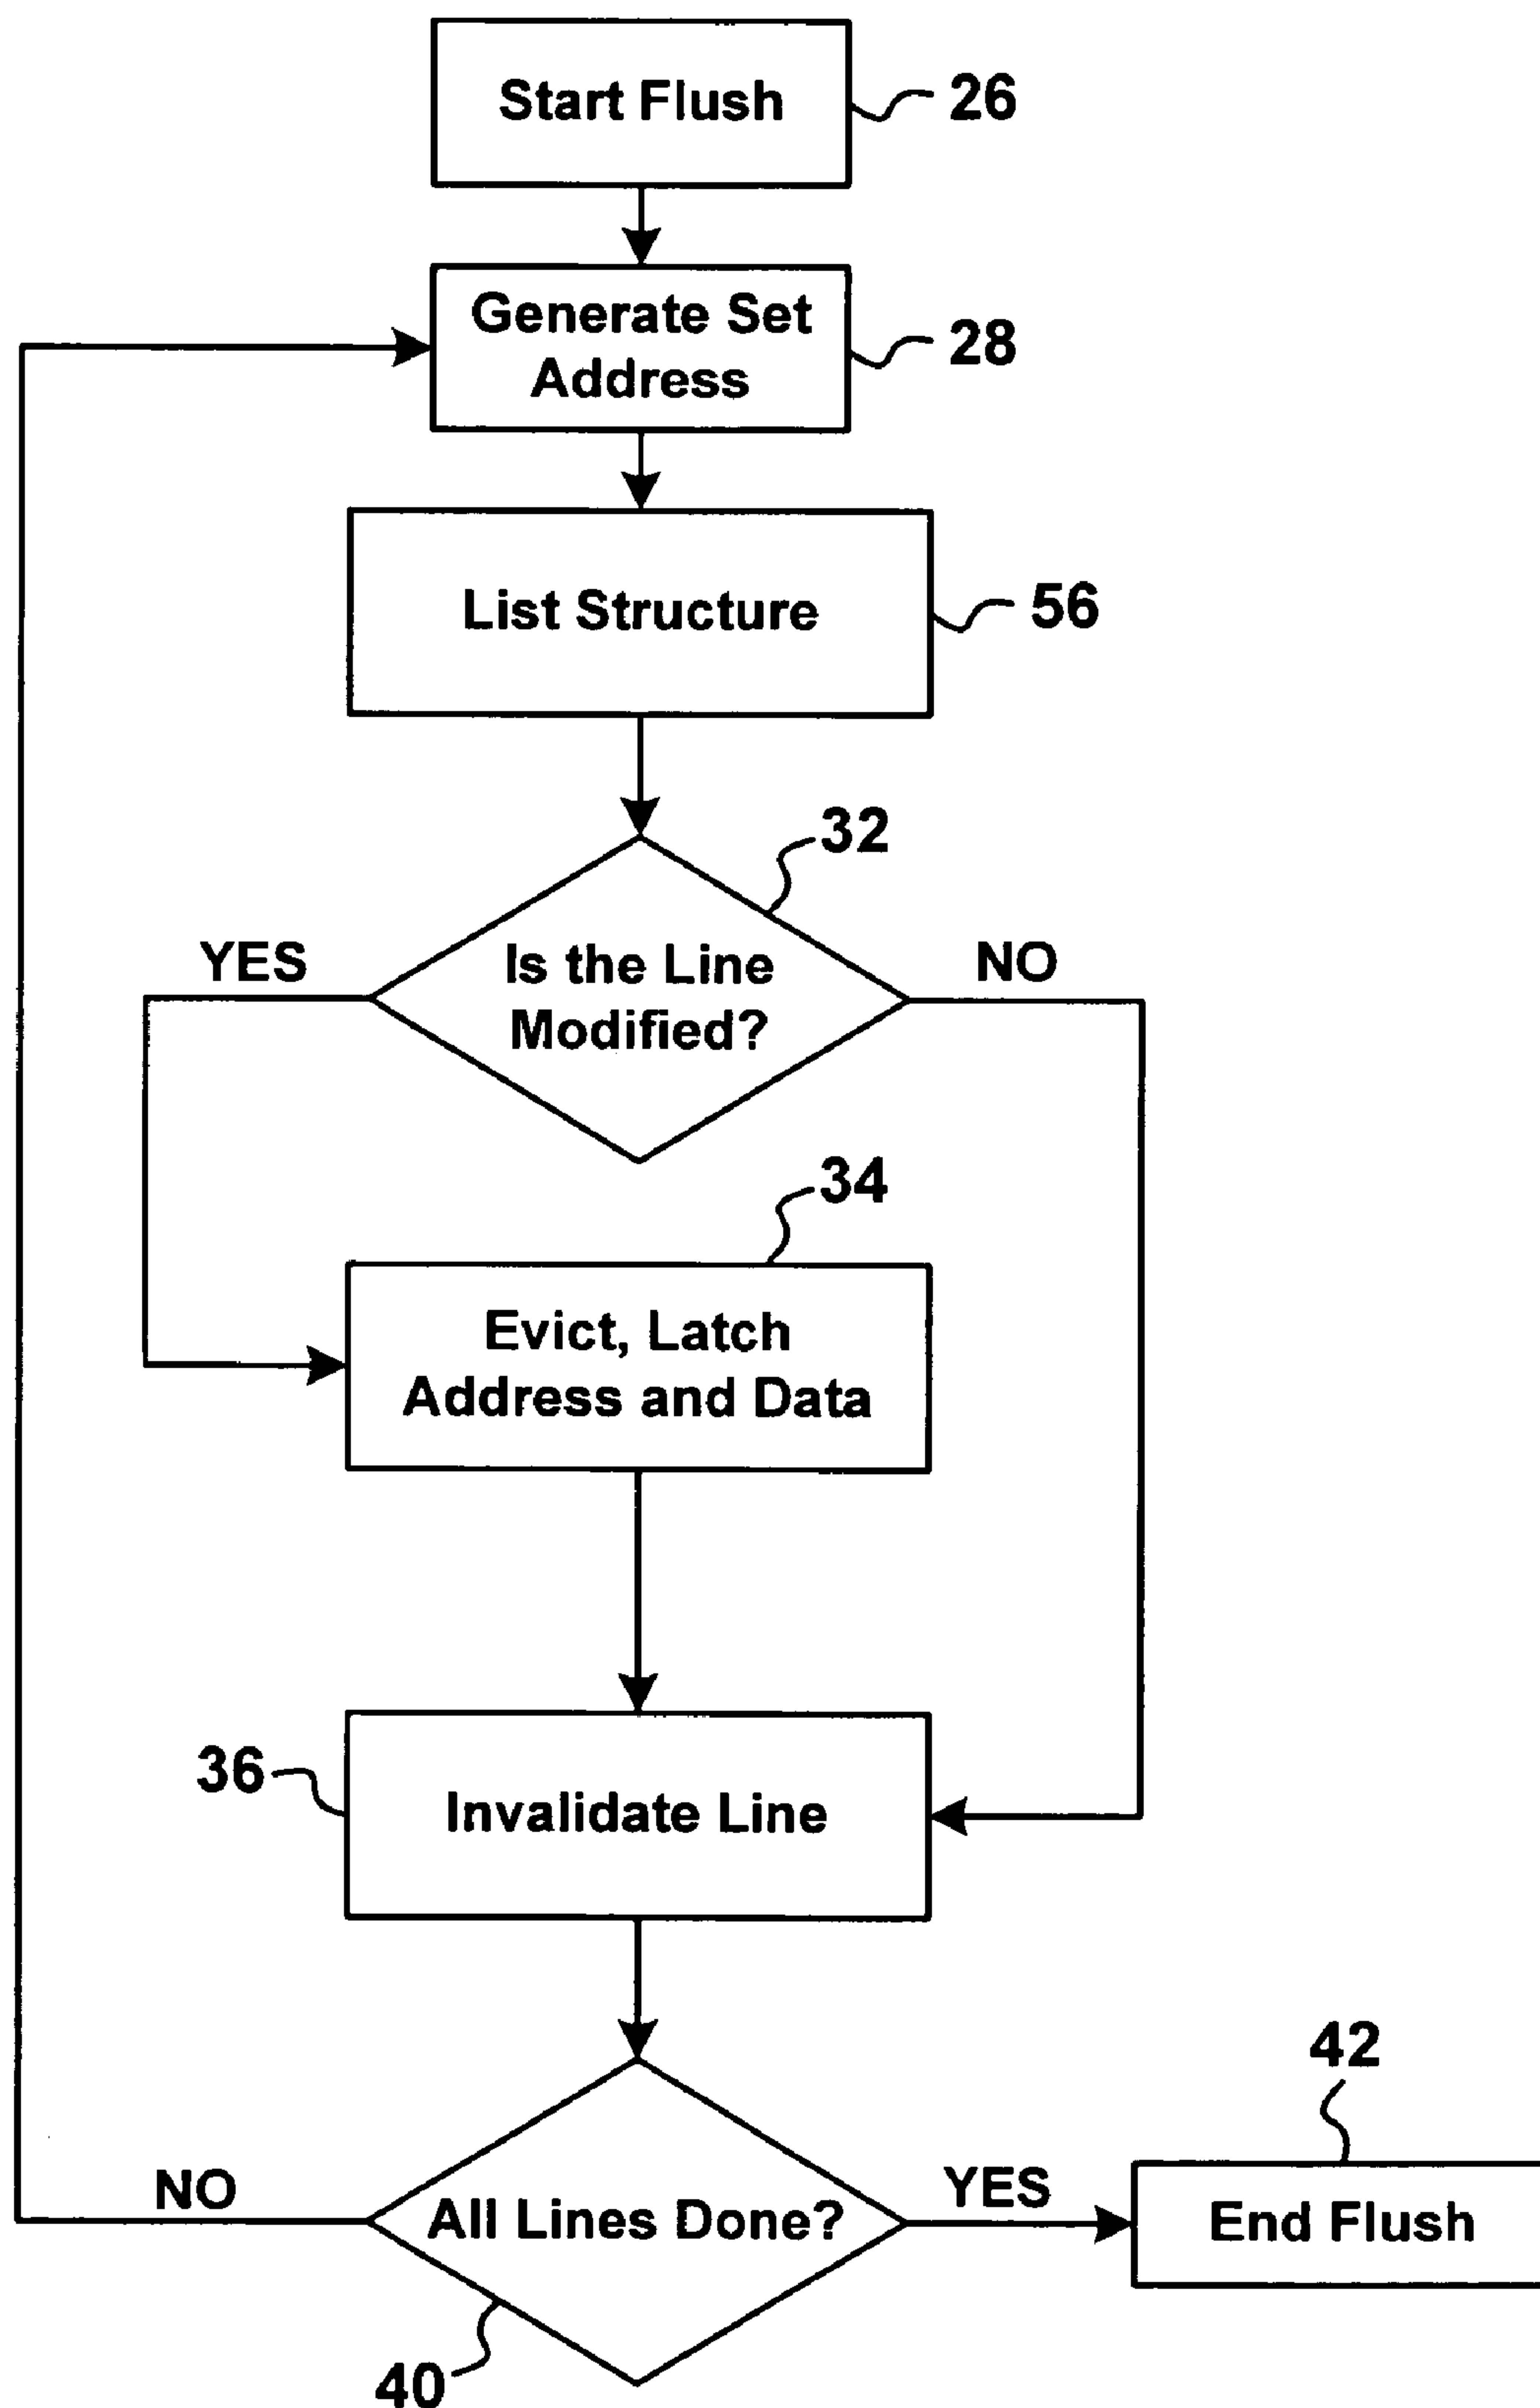 Start Flush
26
Generate Set
Address
28
List Structure
56
32
YES
Is the Line
Modified?
NO
34
Evict, Latch
Address and Data
36
Invalidate Line
42
NO
All Lines Done?
YES
End Flush
40